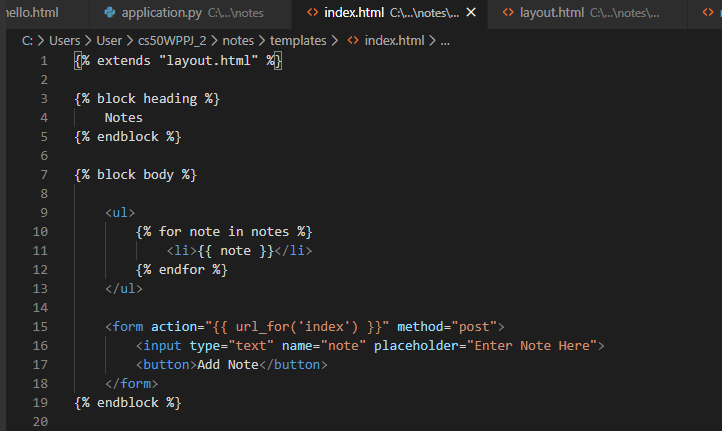 hello.html application.py C:\...\notes index.html C:\...\notes\... layout.html C:\...\notes\...
C: > Users > User > cs50WPPJ_2 > notes > templates > index.html > ...
1 {% extends "layout.html" %}
2
3 {% block heading %}
4 Notes
5 {% endblock %}
6
7 {% block body %}
8
9 <ul>
10 {% for note in notes %}
11 <li>{{ note }}</li>
12 {% endfor %}
13 </ul>
14
15 <form action="{{ url_for('index') }}" method="post">
16 <input type="text" name="note" placeholder="Enter Note Here">
17 <button>Add Note</button>
18 </form>
19 {% endblock %}
20